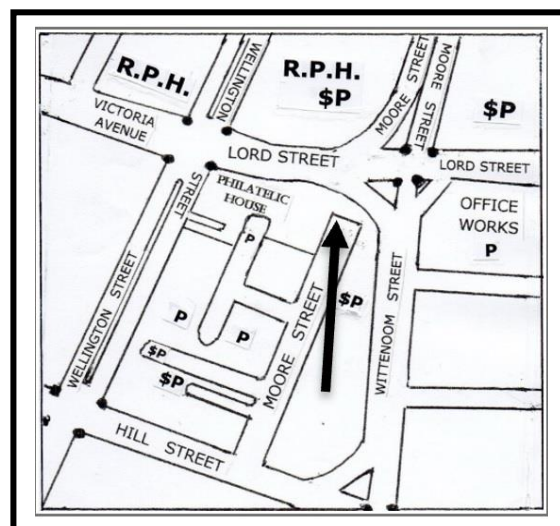 R.P.H.
WELLINGTON
STREET
R.P.H.
$P
MOORE STREET
MOORE STREET
$P
VICTORIA
AVENUE
LORD STREET
LORD STREET
PHILATELIC
HOUSE
P
OFFICE
WORKS
P
WELLINGTON STREET
P
P
$P
$P
MOORE STREET
$P
WITTENOOM STREET
HILL STREET